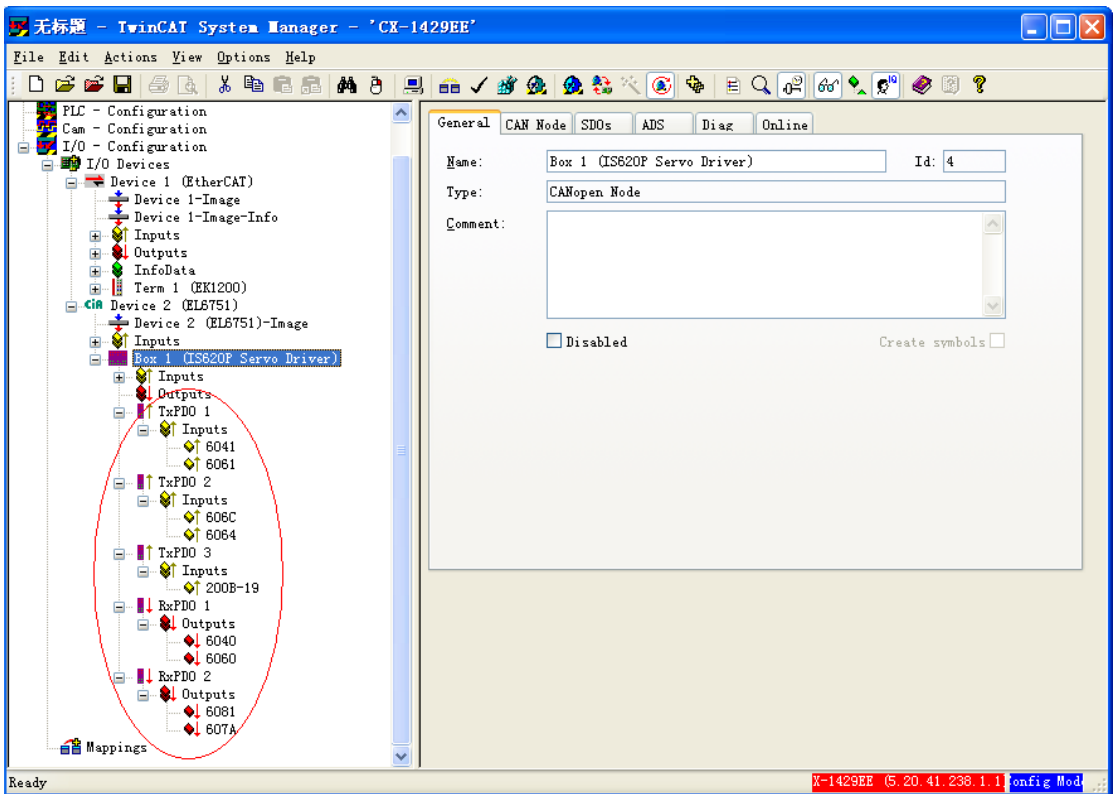 无标题 - TwinCAT System Manager - 'CX-1429EE'
File Edit Actions View Options Help
PLC - Configuration
Cam - Configuration
I/O - Configuration
I/O Devices
Device 1 (EtherCAT)
Device 1-Image
Device 1-Image-Info
Inputs
Outputs
InfoData
Term 1 (EK1200)
CiA Device 2 (EL6751)
Device 2 (EL6751)-Image
Inputs
Box 1 (IS620P Servo Driver)
Inputs
Outputs
TxPDO 1
Inputs
6041
6061
TxPDO 2
Inputs
606C
6064
TxPDO 3
Inputs
200B-19
RxPDO 1
Outputs
6040
6060
RxPDO 2
Outputs
6081
607A
Mappings
General CAN Node SDOs ADS Diag Online
Name: Box 1 (IS620P Servo Driver) Id: 4
Type: CANopen Node
Comment:
Disabled Create symbols
Ready X-1429EE (5.20.41.238.1.1) onfig Mod